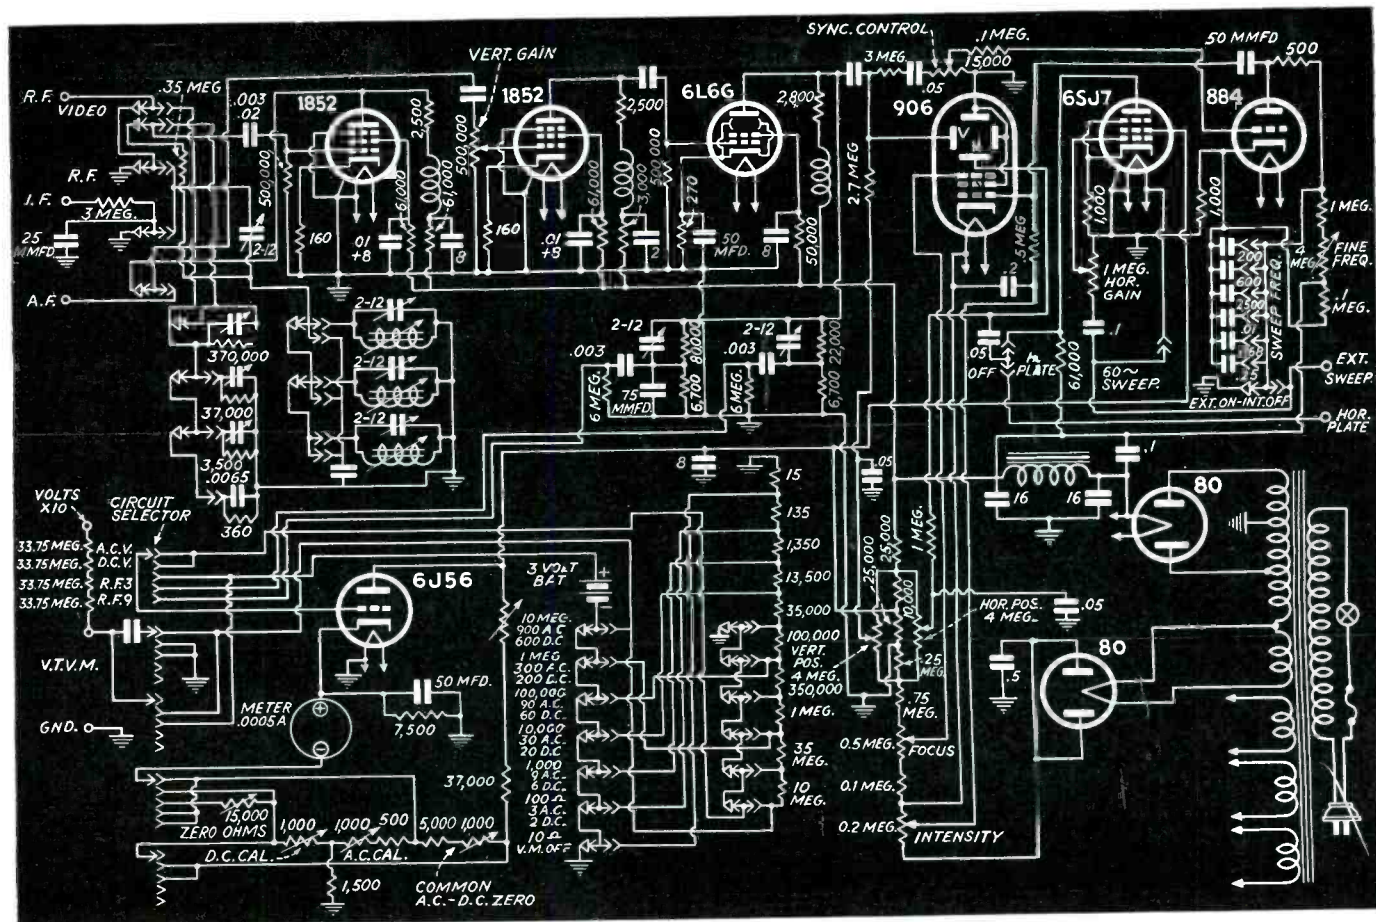 R.F.
VIDEO
.35 MEG
.003
.02
1852
2,500
VERT. GAIN
500,000
1852
2,500
6L6G
2,800
SYNC. CONTROL
3 MEG.
.05
.1 MEG.
15000
906
6SJ7
50 MMFD
884
500
R.F.
I.F.
3 MEG.
25
MMFD
A.F.
500,000
2-12
160
61,000
.01
+8
61,000
8
160
61,000
.01
+8
3,000
500,000
2
270
50
MFD.
8
50,000
2.7 MEG
.5 MEG
.2
1,000
1 MEG.
HOR.
GAIN
.1
1,000
200
600
2500
.01
SWEEP FREQ.
4
MEG
1 MEG.
FINE
FREQ.
.1
MEG.
EXT.
SWEEP
EXT.ON-INT.OFF
HOR.
PLATE
370,000
37,000
3,500
.0065
360
2-12
2-12
2-12
.003
2-12
6 MEG.
75
MMFD.
80,000
6,700
.003
2-12
6 MEG.
22,000
6,700
.05
OFF
PLATE
61,000
60~
SWEEP
VOLTS
X10
CIRCUIT
SELECTOR
33.75 MEG.
33.75 MEG.
33.75 MEG.
33.75 MEG.
A.C.V.
D.C.V.
R.F.3
R.F.9
V.T.V.M.
GND.
6J56
METER
.0005A
50 MFD.
7,500
3 VOLT
BAT
8
15
135
1,350
13,500
35,000
100,000
VERT.
POS.
4 MEG.
350,000
1 MEG.
35
MEG.
10
MEG.
10 MEG.
900 A.C.
600 D.C.
1 MEG
300 A.C.
200 D.C.
100,000
90 A.C.
60 D.C.
10,000
30 A.C.
20 D.C.
1,000
9 A.C.
6 D.C.
100 Ω
3 A.C.
2 D.C.
10 Ω
V.M.OFF
37,000
15,000
ZERO OHMS
1,000
D.C. CAL.
1,000
500
A.C. CAL.
5,000
1,000
1,500
COMMON
A.C.-D.C. ZERO
.05
25,000
25,000
1 MEG.
16
16
.1
80
HOR. POS.
4 MEG.
.05
.25
MEG.
.75
MEG.
0.5 MEG.
FOCUS
0.1 MEG.
0.2 MEG.
INTENSITY
.5
80